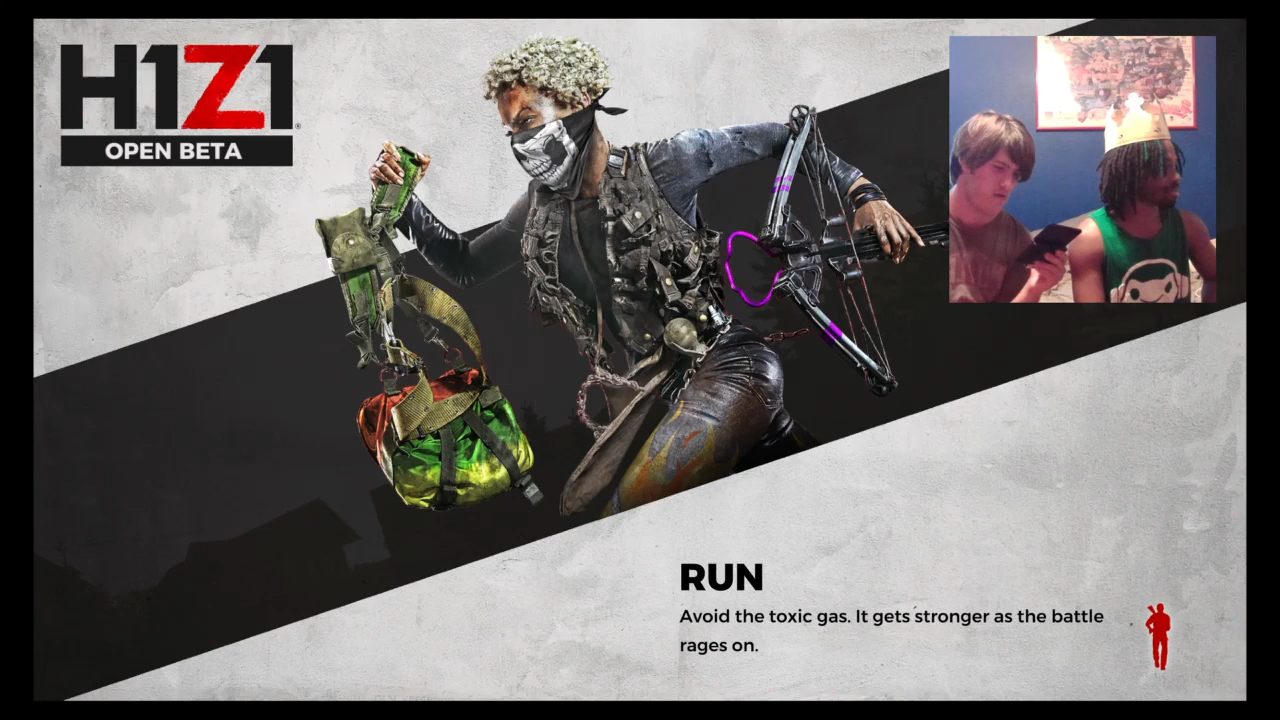 H1Z1
OPEN BETA
RUN
Avoid the toxic gas. It gets stronger as the battle
rages on.